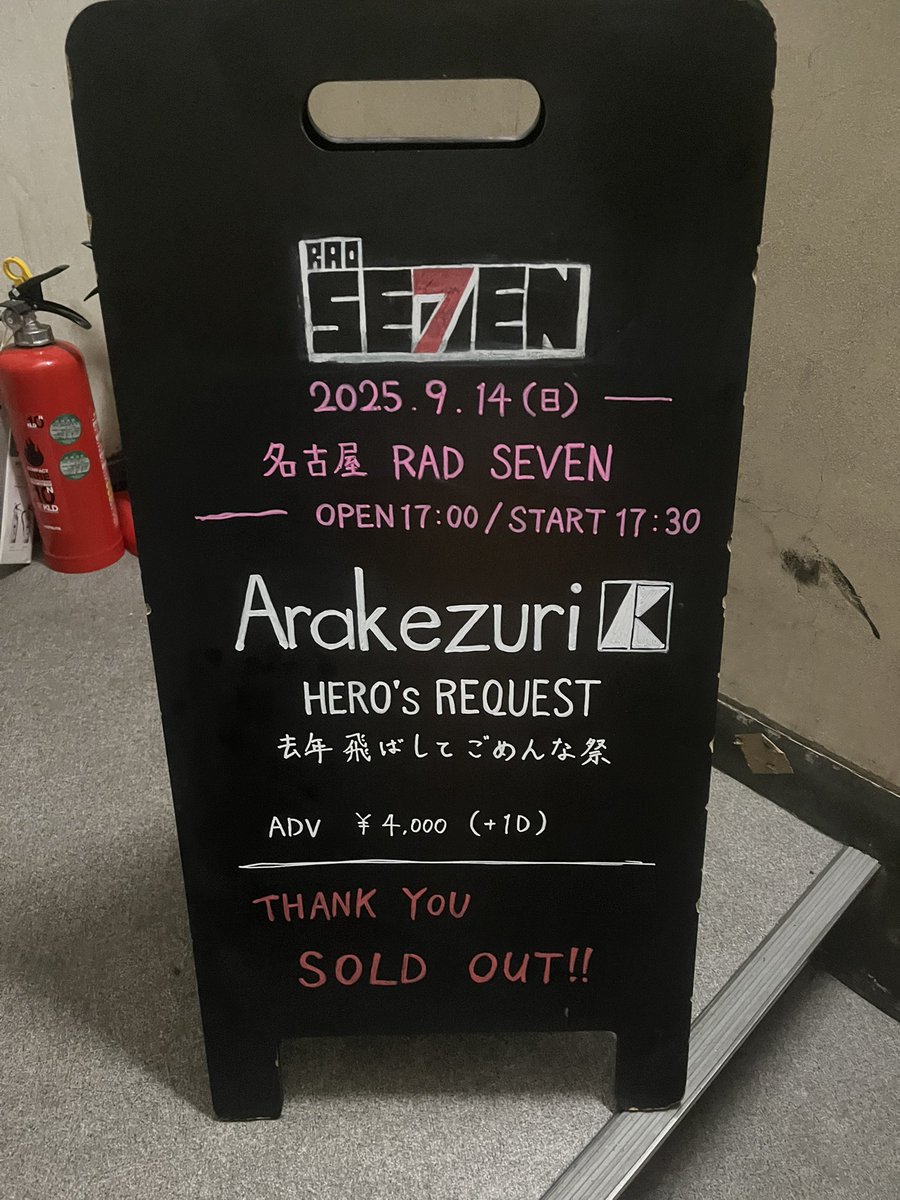 RAD
SE7EN
2025.9.14(日)
名古屋 RAD SEVEN
OPEN 17:00/START 17:30
Arakezuri
HERO's REQUEST
去年 飛ばして ごめんな祭
ADV ¥4,000 (+1D)
THANK YOU
SOLD OUT!!